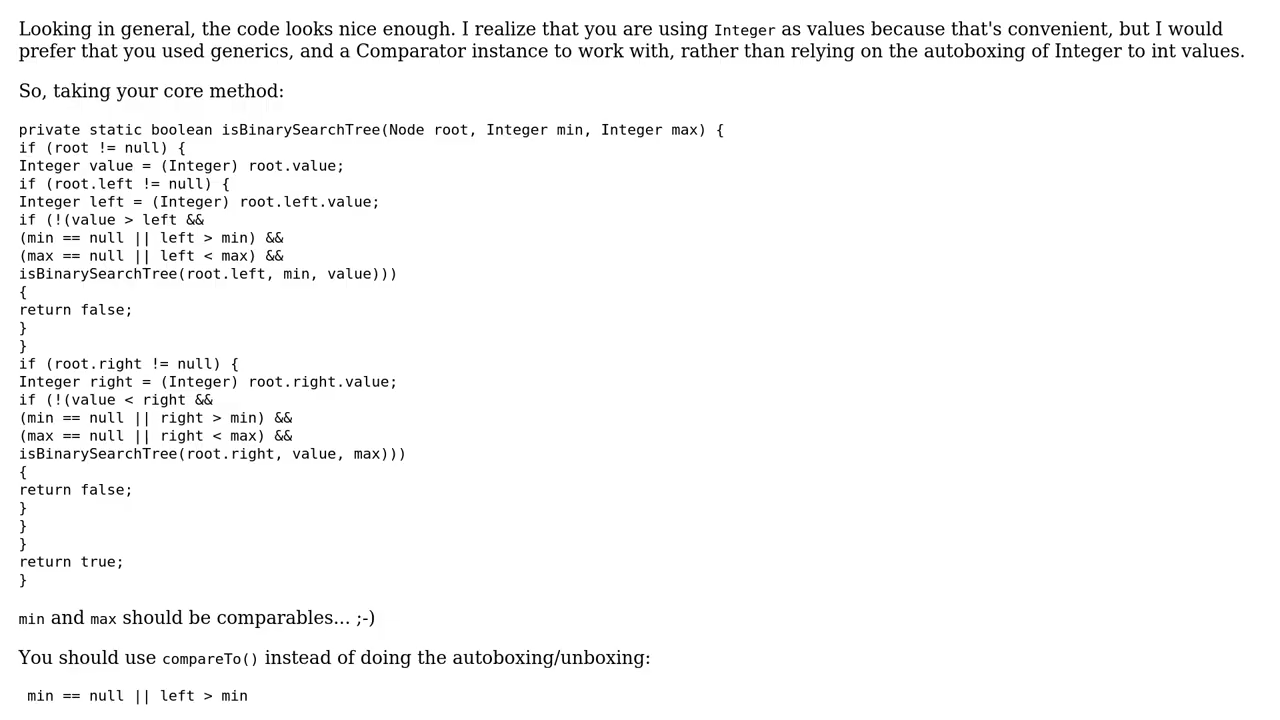 Looking in general, the code looks nice enough. I realize that you are using Integer as values because that's convenient, but I would
prefer that you used generics, and a Comparator instance to work with, rather than relying on the autoboxing of Integer to int values.
So, taking your core method:
private static boolean isBinarySearchTree(Node root, Integer min, Integer max) {
if (root != null) {
Integer value = (Integer) root.value;
if (root.left != null) {
Integer left = (Integer) root.left.value;
if (!(value > left &&
(min == null || left > min) &&
(max == null || left < max) &&
isBinarySearchTree(root.left, min, value)))
{
return false;
}
}
if (root.right != null) {
Integer right = (Integer) root.right.value;
if (!(value < right &&
(min == null || right > min) &&
(max == null || right < max) &&
isBinarySearchTree(root.right, value, max)))
{
return false;
}
}
}
return true;
}
min and max should be comparables... ;-)
You should use compareTo() instead of doing the autoboxing/unboxing:
min == null || left > min